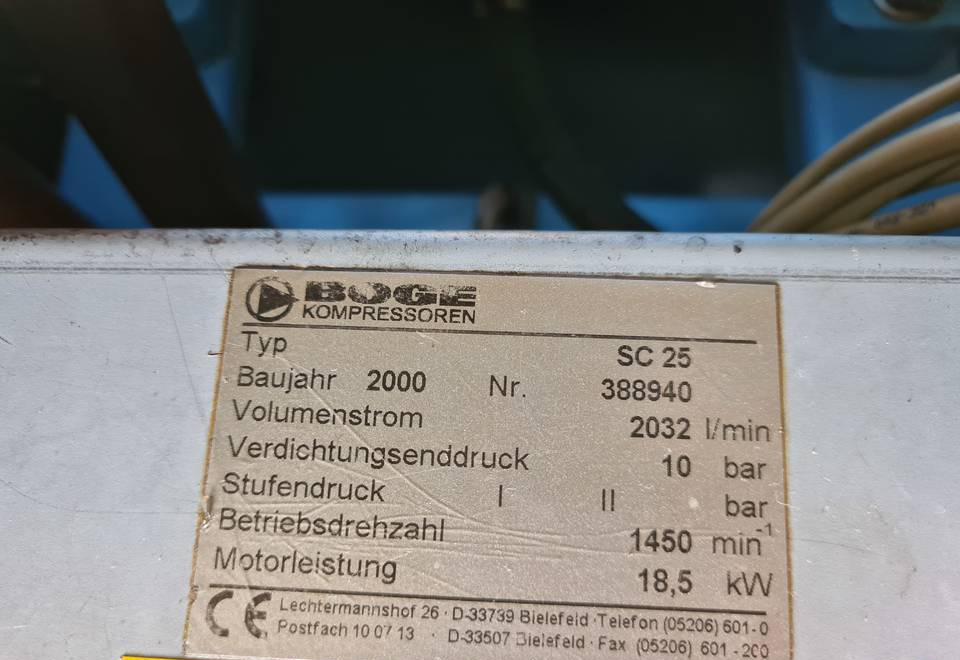 BOGE
KOMPRESSOREN
Typ SC 25
Baujahr 2000 Nr. 388940
Volumenstrom 2032 l/min
Verdichtungsenddruck 10 bar
Stufendruck I II bar
Betriebsdrehzahl 1450 min-1
Motorleistung 18,5 kW
CE Lechtermannshof 26 · D-33739 Bielefeld · Telefon (05206) 601-0
Postfach 10 07 13 · D-33507 Bielefeld · Fax (05206) 601-200